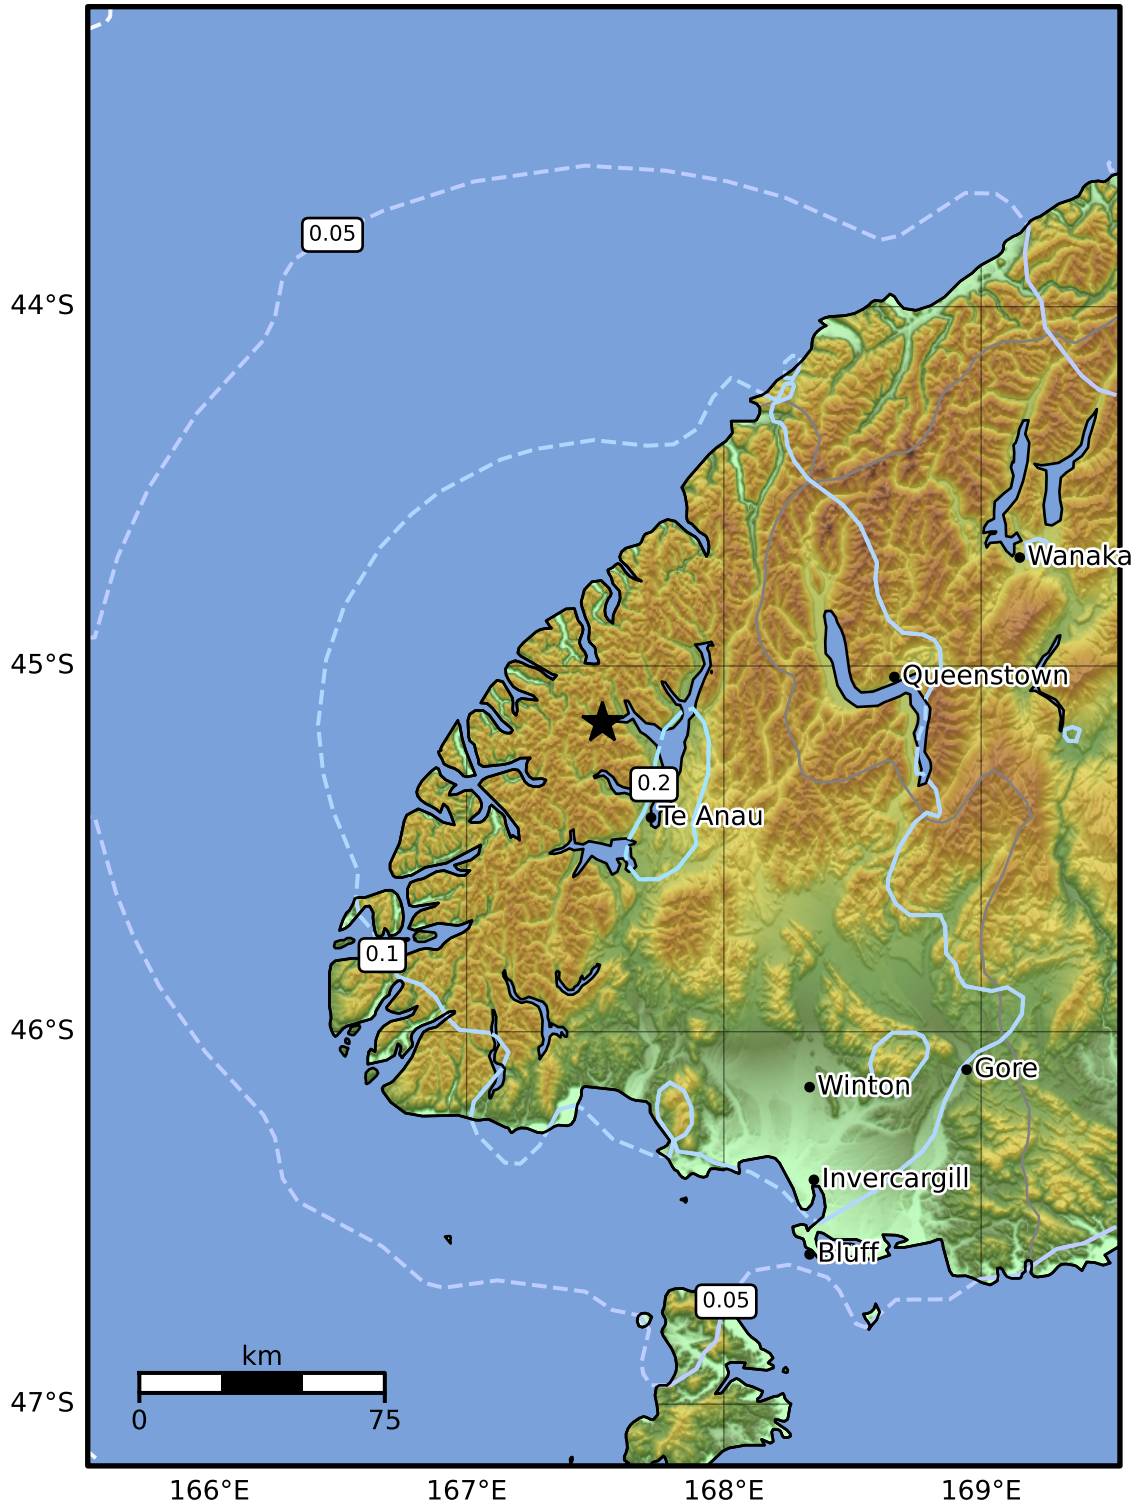 0.05
44°S
Wanaka
45°S
Queenstown
0.2
Te Anau
0.1
46°S
Gore
Winton
Invercargill
Bluff
0.05
km
0 75
47°S
166°E 167°E 168°E 169°E